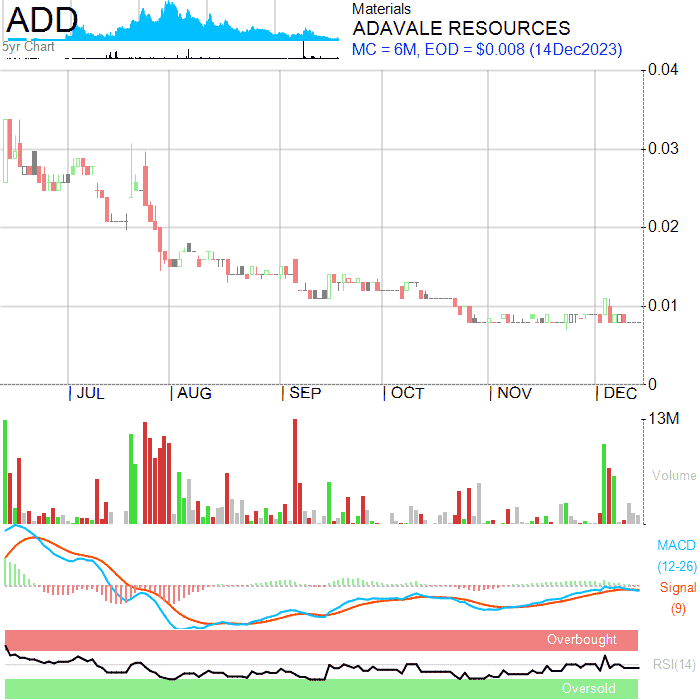 ADD
5yr Chart
Materials
ADAVALE RESOURCES
MC = 6M, EOD = $0.008 (14Dec2023)
0.04
0.03
0.02
0.01
0
JUL AUG SEP OCT NOV DEC
13M
Volume
MACD
(12-26)
Signal
(9)
Overbought
RSI(14)
Oversold